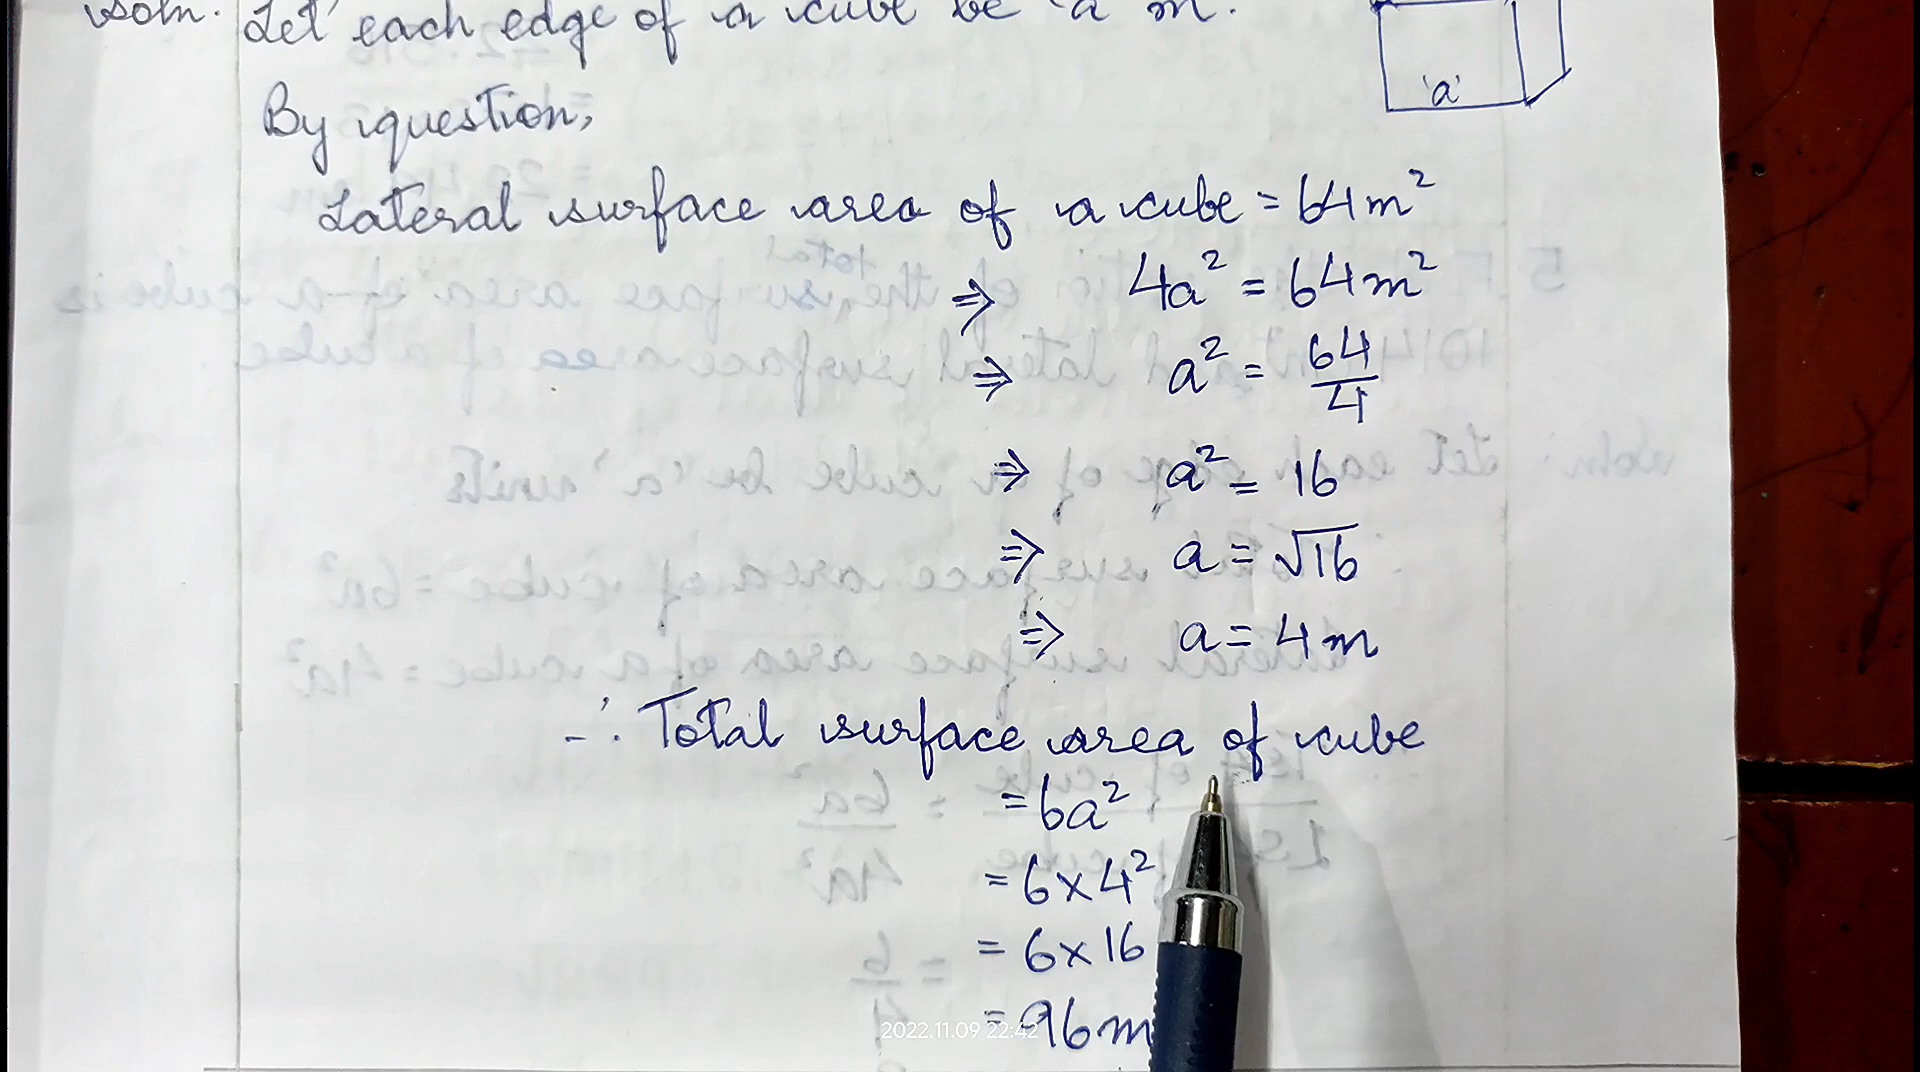 Soln. Let each edge of a cube be 'a' m.
'a'
By question,
Lateral surface area of a cube = 64m²
⇒ 4a² = 64m²
⇒ a² = 64/4
⇒ a² = 16
⇒ a = √16
⇒ a = 4m
∴ Total surface area of cube
= 6a²
= 6×4²
= 6×16
= 96m
2022.11.09 22:42